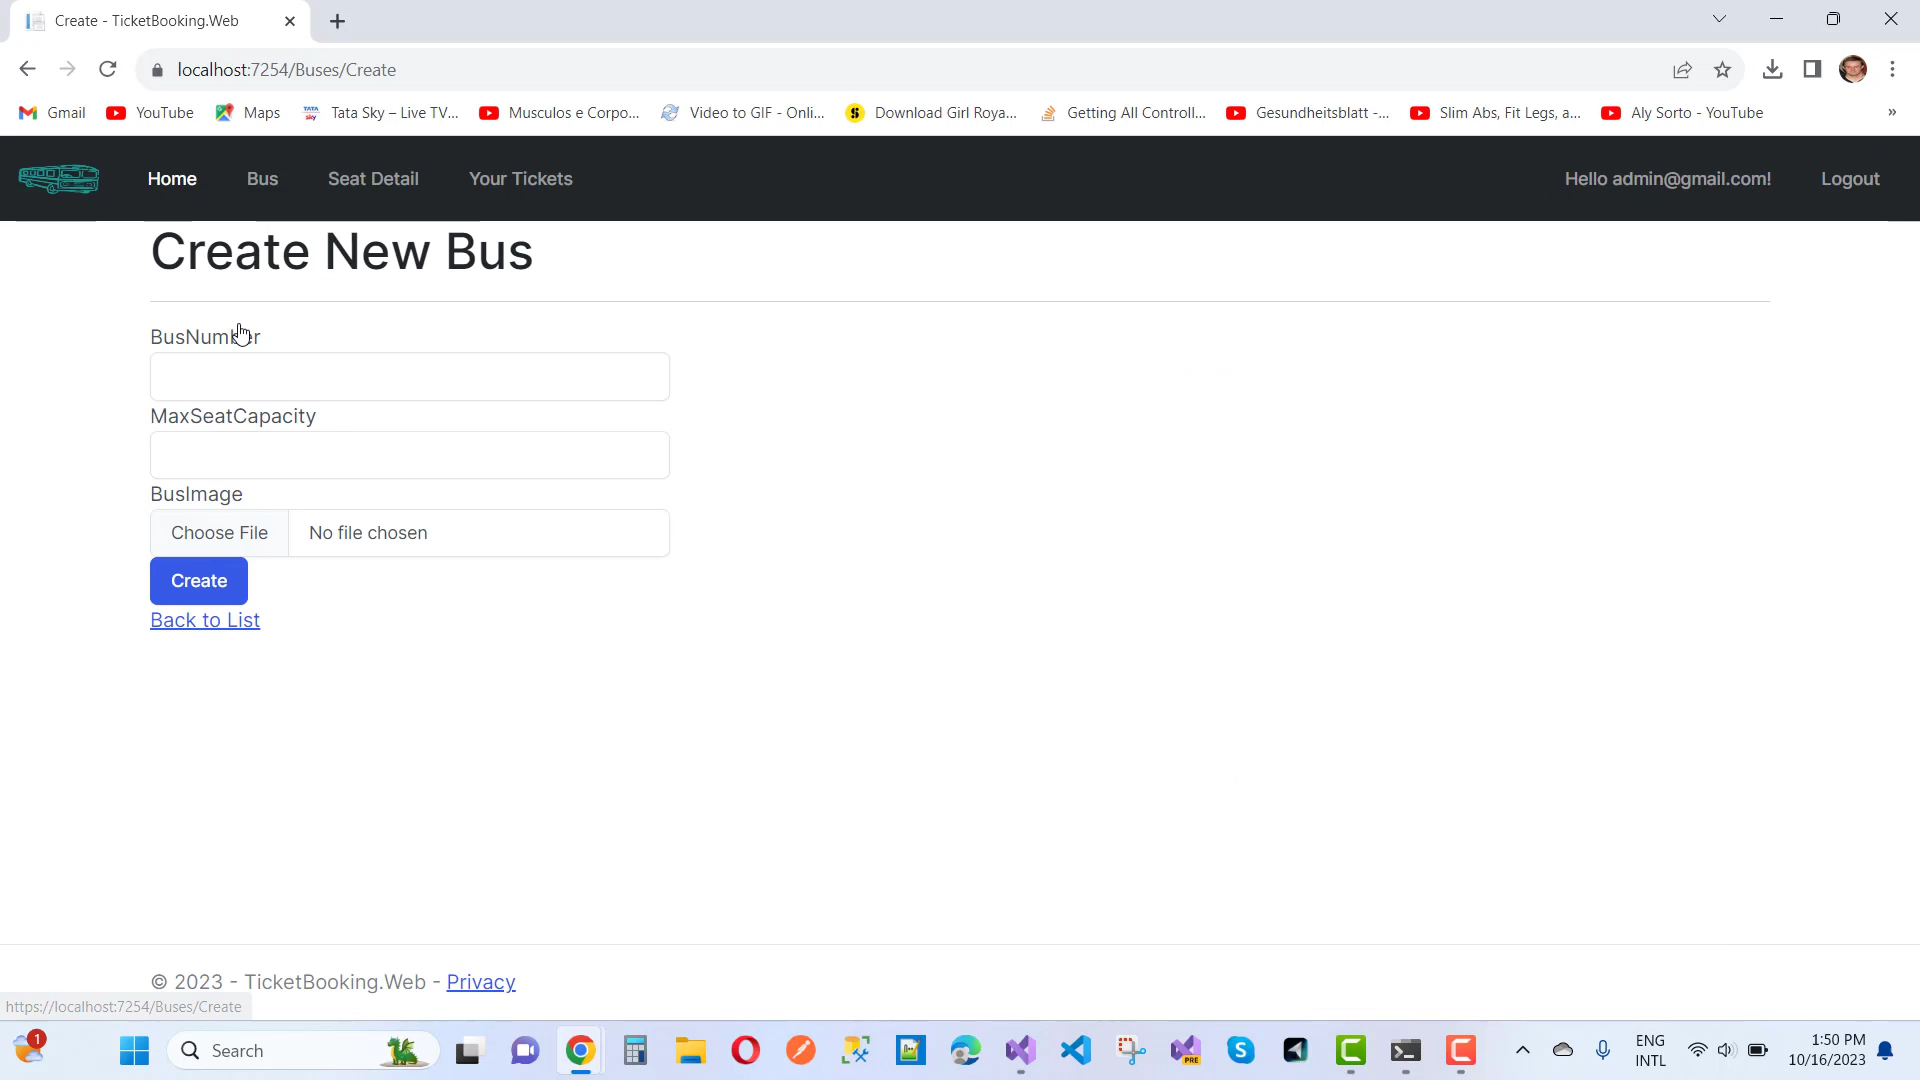 Create - TicketBooking.Web
localhost:7254/Buses/Create
Gmail
YouTube
Maps
Tata Sky – Live TV...
Musculos e Corpo...
Video to GIF - Onli...
Download Girl Roya...
Getting All Controll...
Gesundheitsblatt -...
Slim Abs, Fit Legs, a...
Aly Sorto - YouTube
»
Home
Bus
Seat Detail
Your Tickets
Hello admin@gmail.com!
Logout
Create New Bus
BusNumber
MaxSeatCapacity
BusImage
Choose File
No file chosen
Create
Back to List
© 2023 - TicketBooking.Web - Privacy
https://localhost:7254/Buses/Create
1
Search
PRE
ENG
INTL
1:50 PM
10/16/2023